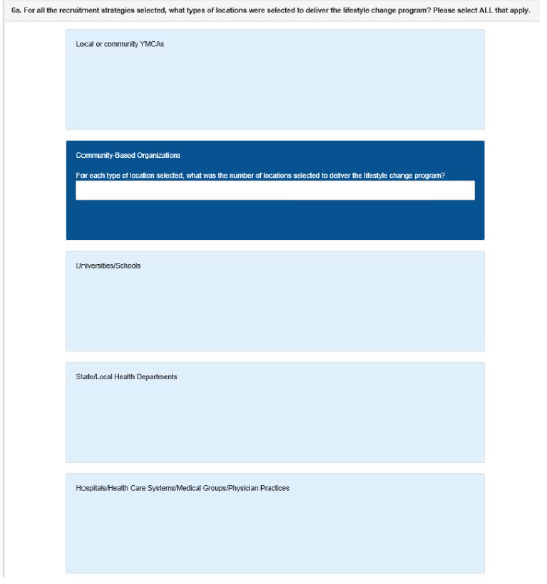 6a. For all the recruitment strategies selected, what types of locations were selected to deliver the lifestyle change program? Please select ALL that apply.
Local or community YMCAs
Community-Based Organizations
For each type of location selected, what was the number of locations selected to deliver the lifestyle change program?
Universities/Schools
State/Local Health Departments
Hospitals/Health Care Systems/Medical Groups/Physician Practices